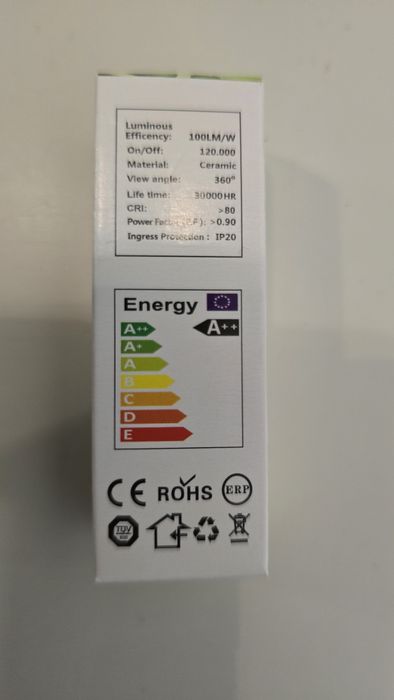 Luminous
Efficency: 100LM/W
On/Off: 120.000
Material: Ceramic
View angle: 360°
Life time: 30000HR
CRI: >80
Power Factor(P.F): >0.90
Ingress Protection : IP20
Energy
A++ A++
A+
A
B
C
D
E
CE ROHS ERP
TÜV